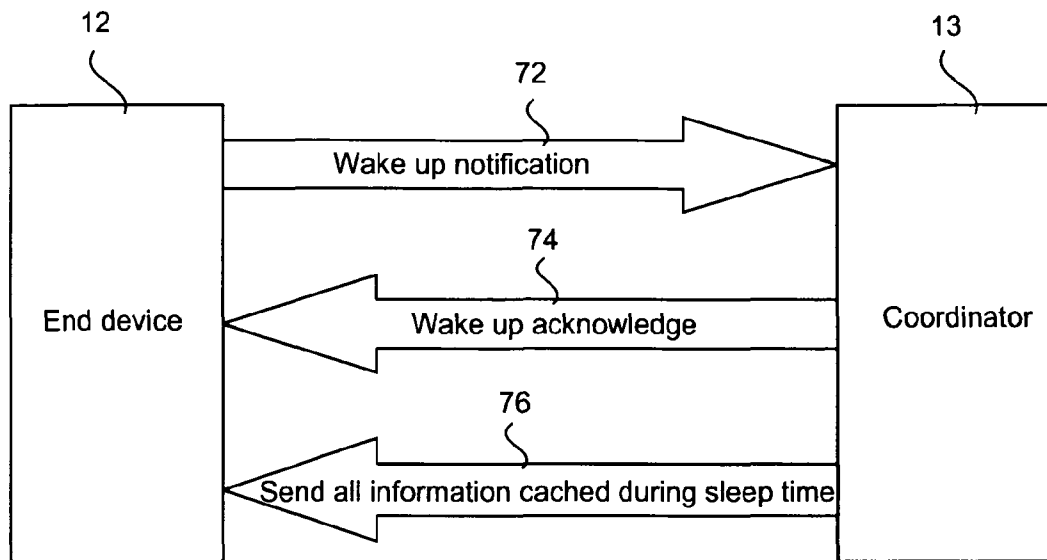 12
13
72
Wake up notification
74
End device
Wake up acknowledge
Coordinator
76
Send all information cached during sleep time